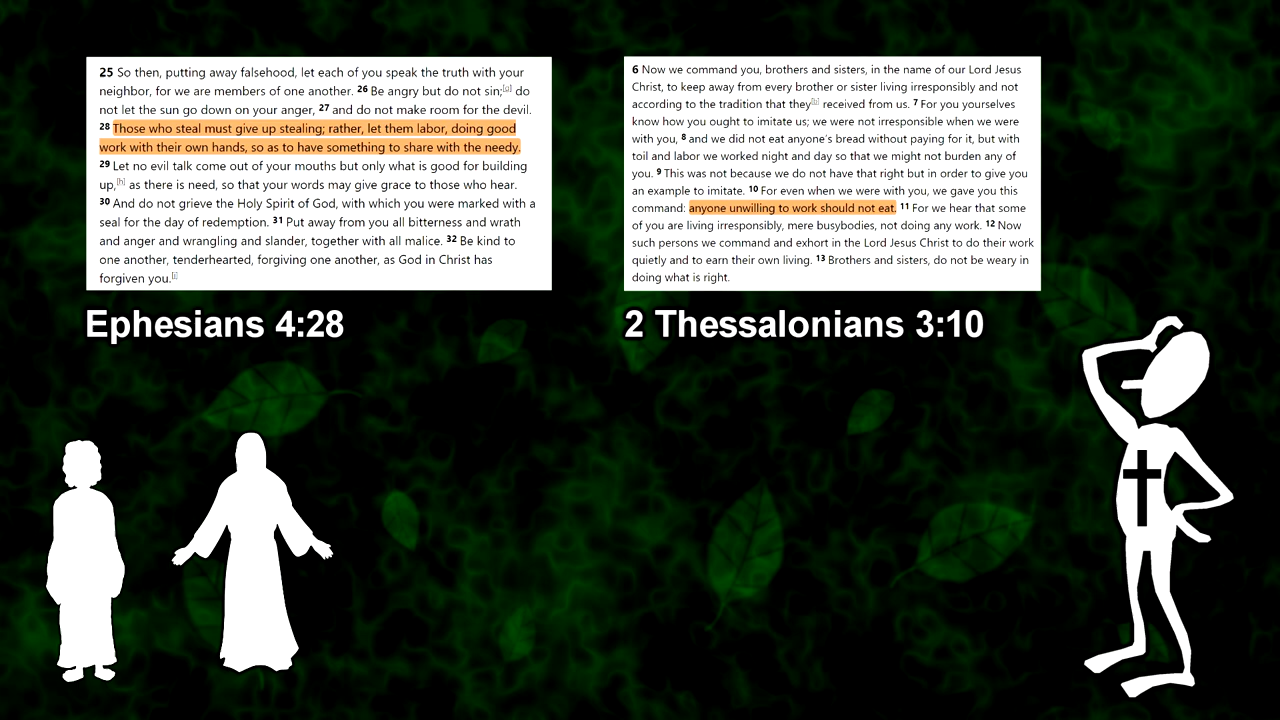 25 So then, putting away falsehood, let each of you speak the truth with your
neighbor, for we are members of one another. 26 Be angry but do not sin;[g] do
not let the sun go down on your anger, 27 and do not make room for the devil.
28 Those who steal must give up stealing; rather, let them labor, doing good
work with their own hands, so as to have something to share with the needy.
29 Let no evil talk come out of your mouths but only what is good for building
up,[h] as there is need, so that your words may give grace to those who hear.
30 And do not grieve the Holy Spirit of God, with which you were marked with a
seal for the day of redemption. 31 Put away from you all bitterness and wrath
and anger and wrangling and slander, together with all malice. 32 Be kind to
one another, tenderhearted, forgiving one another, as God in Christ has
forgiven you.[i]
Ephesians 4:28
6 Now we command you, brothers and sisters, in the name of our Lord Jesus
Christ, to keep away from every brother or sister living irresponsibly and not
according to the tradition that they[b] received from us. 7 For you yourselves
know how you ought to imitate us; we were not irresponsible when we were
with you, 8 and we did not eat anyone's bread without paying for it, but with
toil and labor we worked night and day so that we might not burden any of
you. 9 This was not because we do not have that right but in order to give you
an example to imitate. 10 For even when we were with you, we gave you this
command: anyone unwilling to work should not eat. 11 For we hear that some
of you are living irresponsibly, mere busybodies, not doing any work. 12 Now
such persons we command and exhort in the Lord Jesus Christ to do their work
quietly and to earn their own living. 13 Brothers and sisters, do not be weary in
doing what is right.
2 Thessalonians 3:10